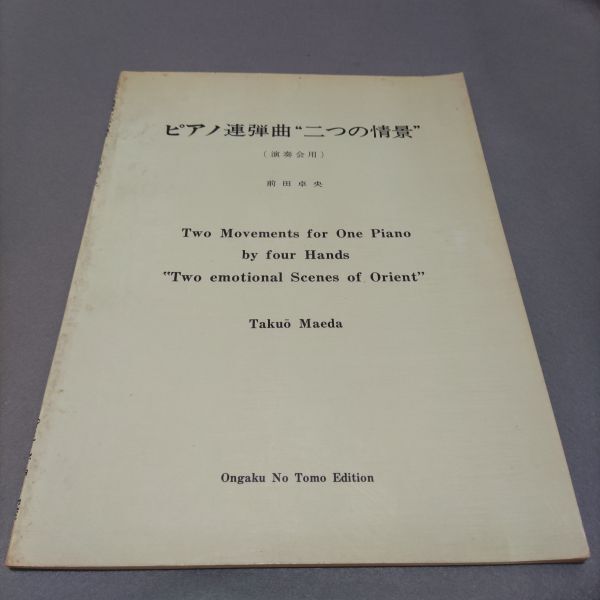 ピアノ連弾曲“二つの情景”
(演奏会用)
前田卓央
Two Movements for One Piano
by four Hands
“Two emotional Scenes of Orient”
Takuō Maeda
Ongaku No Tomo Edition